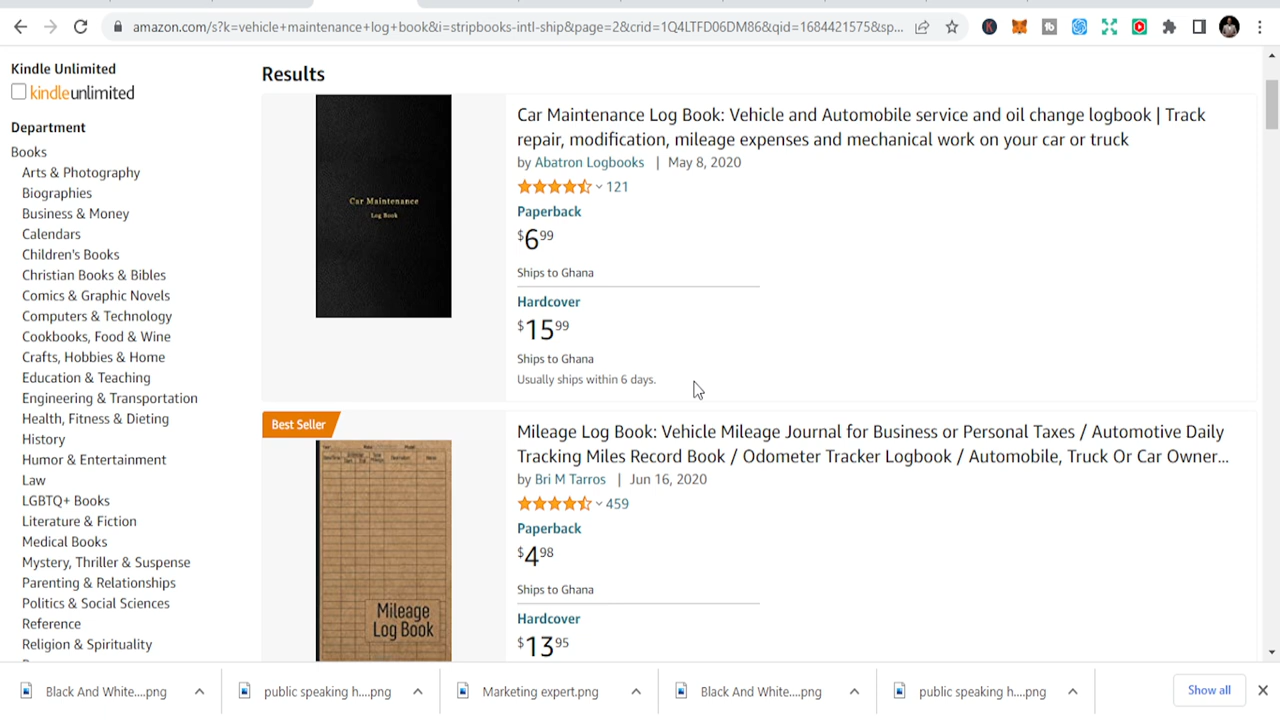 amazon.com/s?k=vehicle+maintenance+log+book&i=stripbooks-intl-ship&page=2&crid=1Q4LTFD06DM86&qid=1684421575&sp...
Kindle Unlimited
kindleunlimited
Department
Books
Arts & Photography
Biographies
Business & Money
Calendars
Children's Books
Christian Books & Bibles
Comics & Graphic Novels
Computers & Technology
Cookbooks, Food & Wine
Crafts, Hobbies & Home
Education & Teaching
Engineering & Transportation
Health, Fitness & Dieting
History
Humor & Entertainment
Law
LGBTQ+ Books
Literature & Fiction
Medical Books
Mystery, Thriller & Suspense
Parenting & Relationships
Politics & Social Sciences
Reference
Religion & Spirituality
Results
Car Maintenance
Log Book
Car Maintenance Log Book: Vehicle and Automobile service and oil change logbook | Track
repair, modification, mileage expenses and mechanical work on your car or truck
by Abatron Logbooks | May 8, 2020
121
Paperback
$6.99
Ships to Ghana
Hardcover
$15.99
Ships to Ghana
Usually ships within 6 days.
Best Seller
Mileage
Log Book
Mileage Log Book: Vehicle Mileage Journal for Business or Personal Taxes / Automotive Daily
Tracking Miles Record Book / Odometer Tracker Logbook / Automobile, Truck Or Car Owner...
by Bri M Tarros | Jun 16, 2020
459
Paperback
$4.98
Ships to Ghana
Hardcover
$13.95
Black And White....png
public speaking h....png
Marketing expert.png
Black And White....png
public speaking h....png
Show all